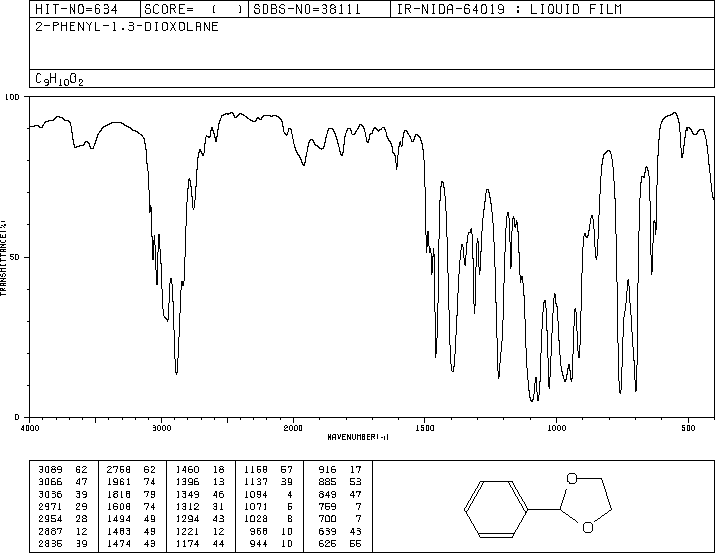 HIT-NO=634 SCORE= ( ) SDBS-NO=38111 IR-NIDA-64019 : LIQUID FILM
2-PHENYL-1,3-DIOXOLANE
C9H10O2
100
50
0
TRANSMITTANCE(%)
4000 3000 2000 1500 1000 500
WAVENUMBER(-1)
3089 62 2758 62 1460 18 1158 57 916 17
3066 47 1961 74 1396 13 1137 39 885 53
3036 39 1818 79 1349 46 1094 4 849 47
2971 29 1608 74 1312 31 1071 5 759 7
2954 28 1494 49 1294 43 1028 8 700 7
2887 12 1483 49 1221 12 968 10 639 43
2835 39 1474 43 1174 44 944 10 625 55
O
O